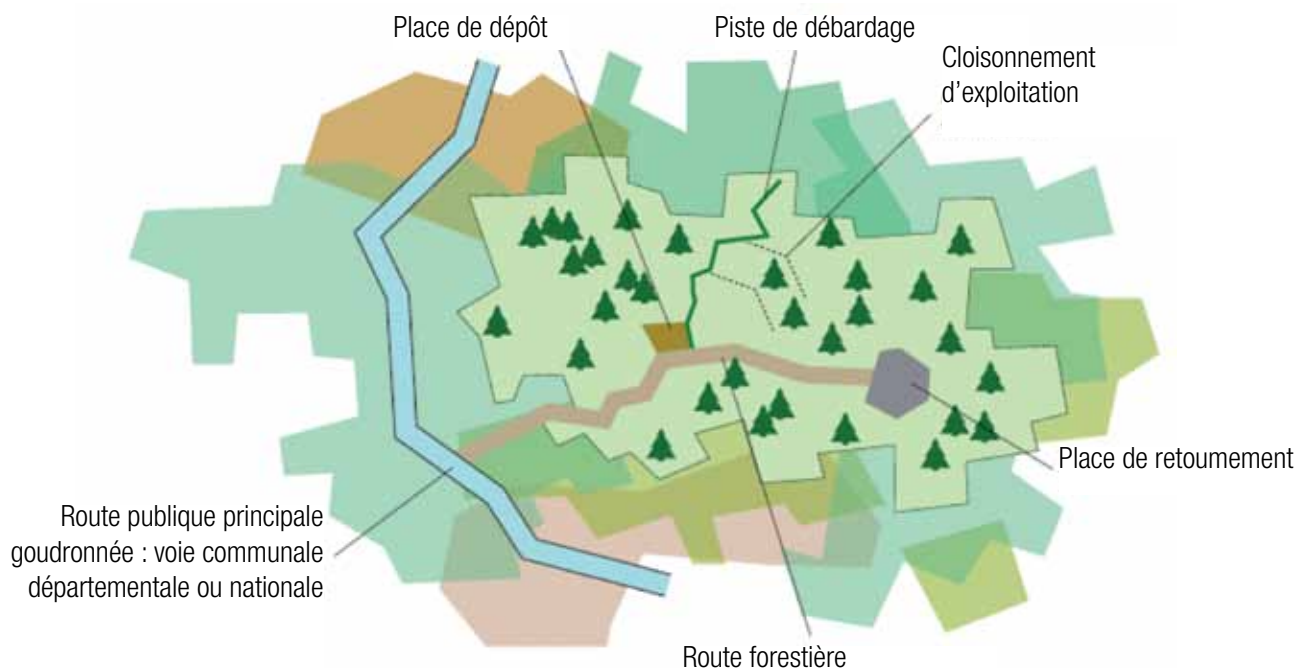 Place de dépôt
Piste de débardage
Cloisonnement
d'exploitation
Place de retoumement
Route publique principale
goudronnée : voie communale
départementale ou nationale
Route forestière